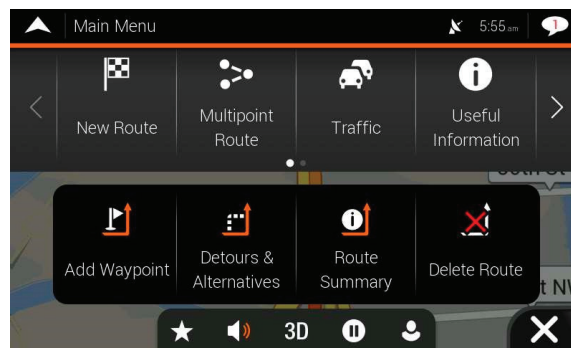 Main Menu
5:55 am
1
New Route
Multipoint
Route
Traffic
Useful
Information
Add Waypoint
Detours &
Alternatives
Route
Summary
Delete Route
3D